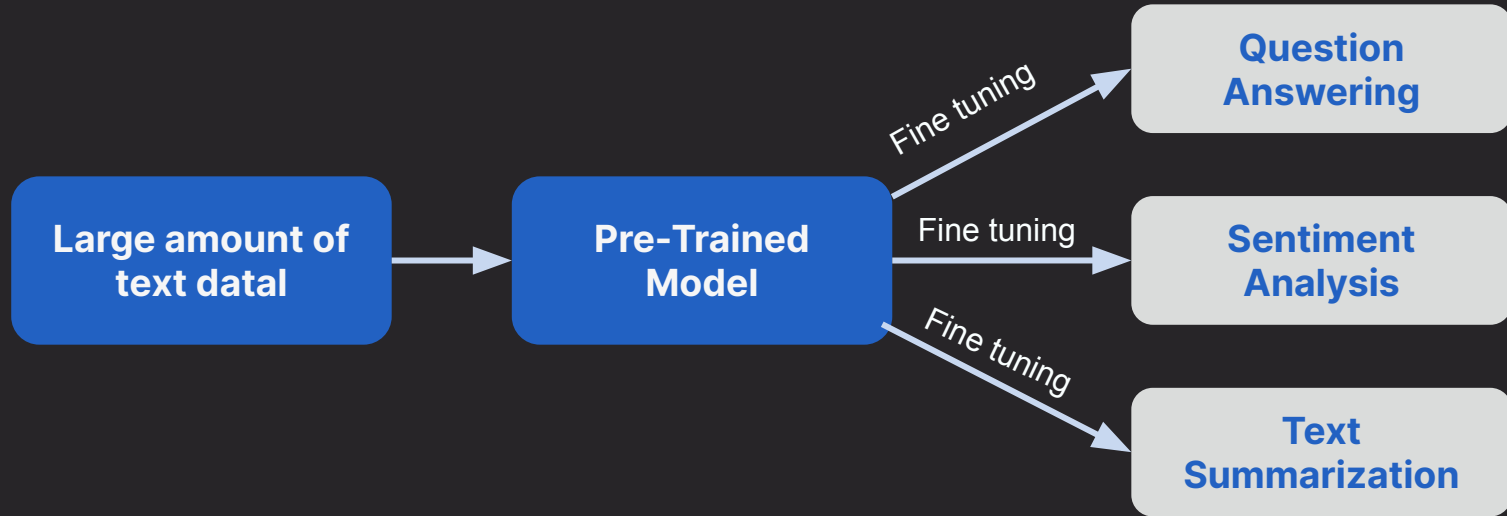 Large amount of
text datal
Pre-Trained
Model
Fine tuning
Fine tuning
Fine tuning
Question
Answering
Sentiment
Analysis
Text
Summarization